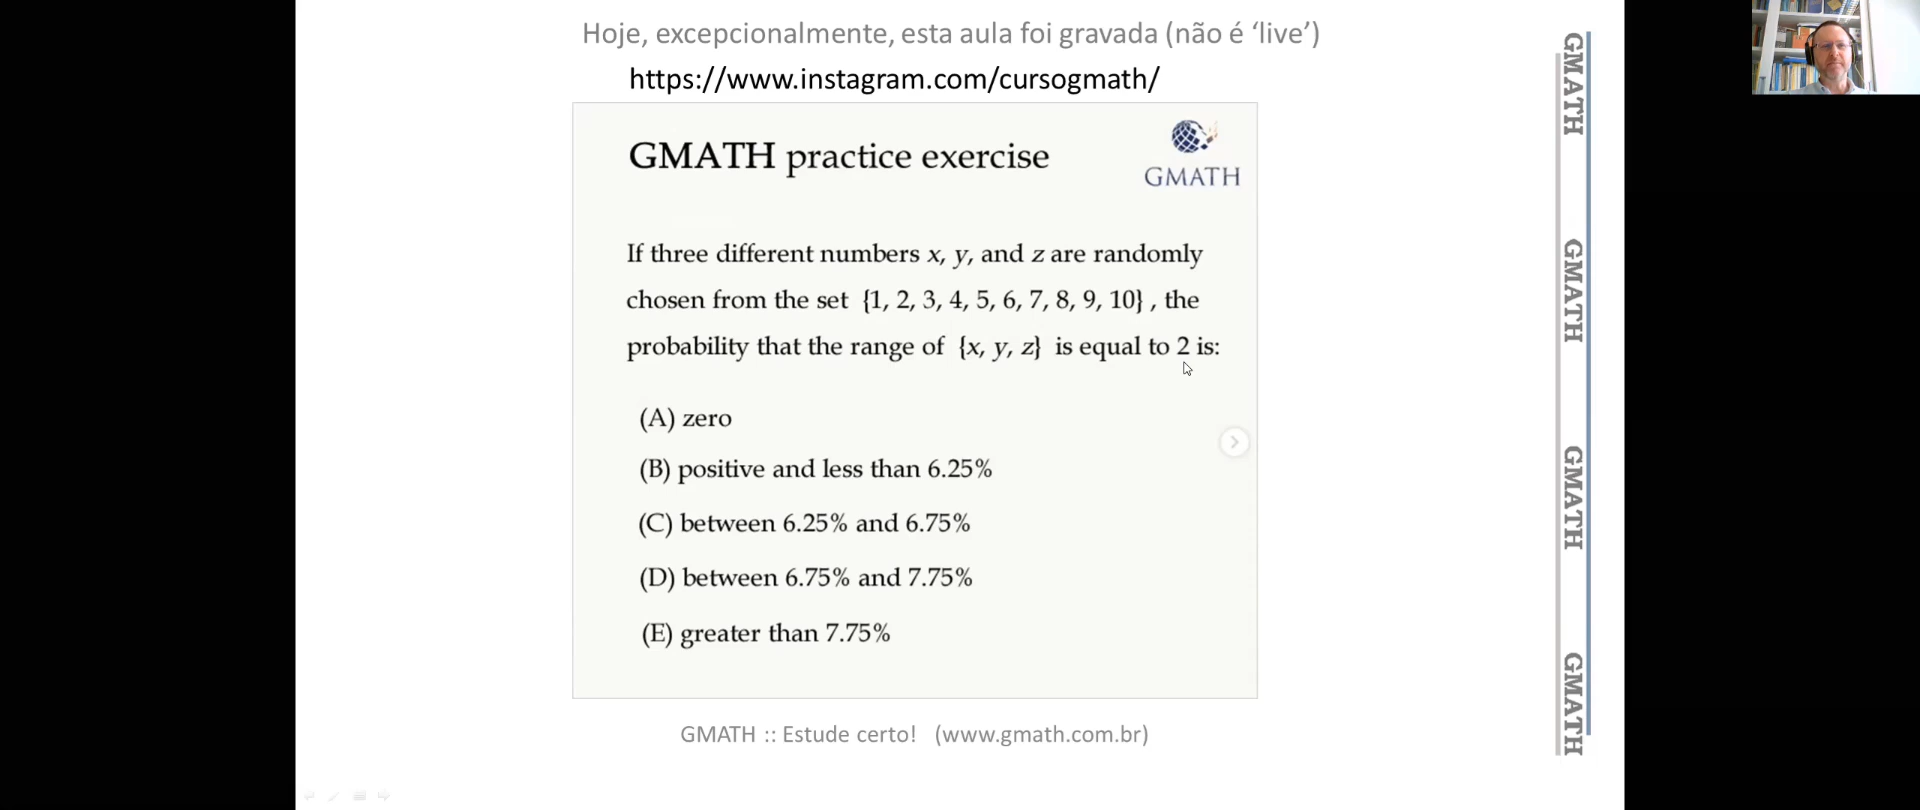 Hoje, excepcionalmente, esta aula foi gravada (não é ‘live’)
https://www.instagram.com/cursogmath/
GMATH practice exercise
GMATH
If three different numbers x, y, and z are randomly
chosen from the set {1, 2, 3, 4, 5, 6, 7, 8, 9, 10} , the
probability that the range of {x, y, z} is equal to 2 is:
(A) zero
(B) positive and less than 6.25%
(C) between 6.25% and 6.75%
(D) between 6.75% and 7.75%
(E) greater than 7.75%
GMATH :: Estude certo! (www.gmath.com.br)
GMATH
GMATH
GMATH
GMATH